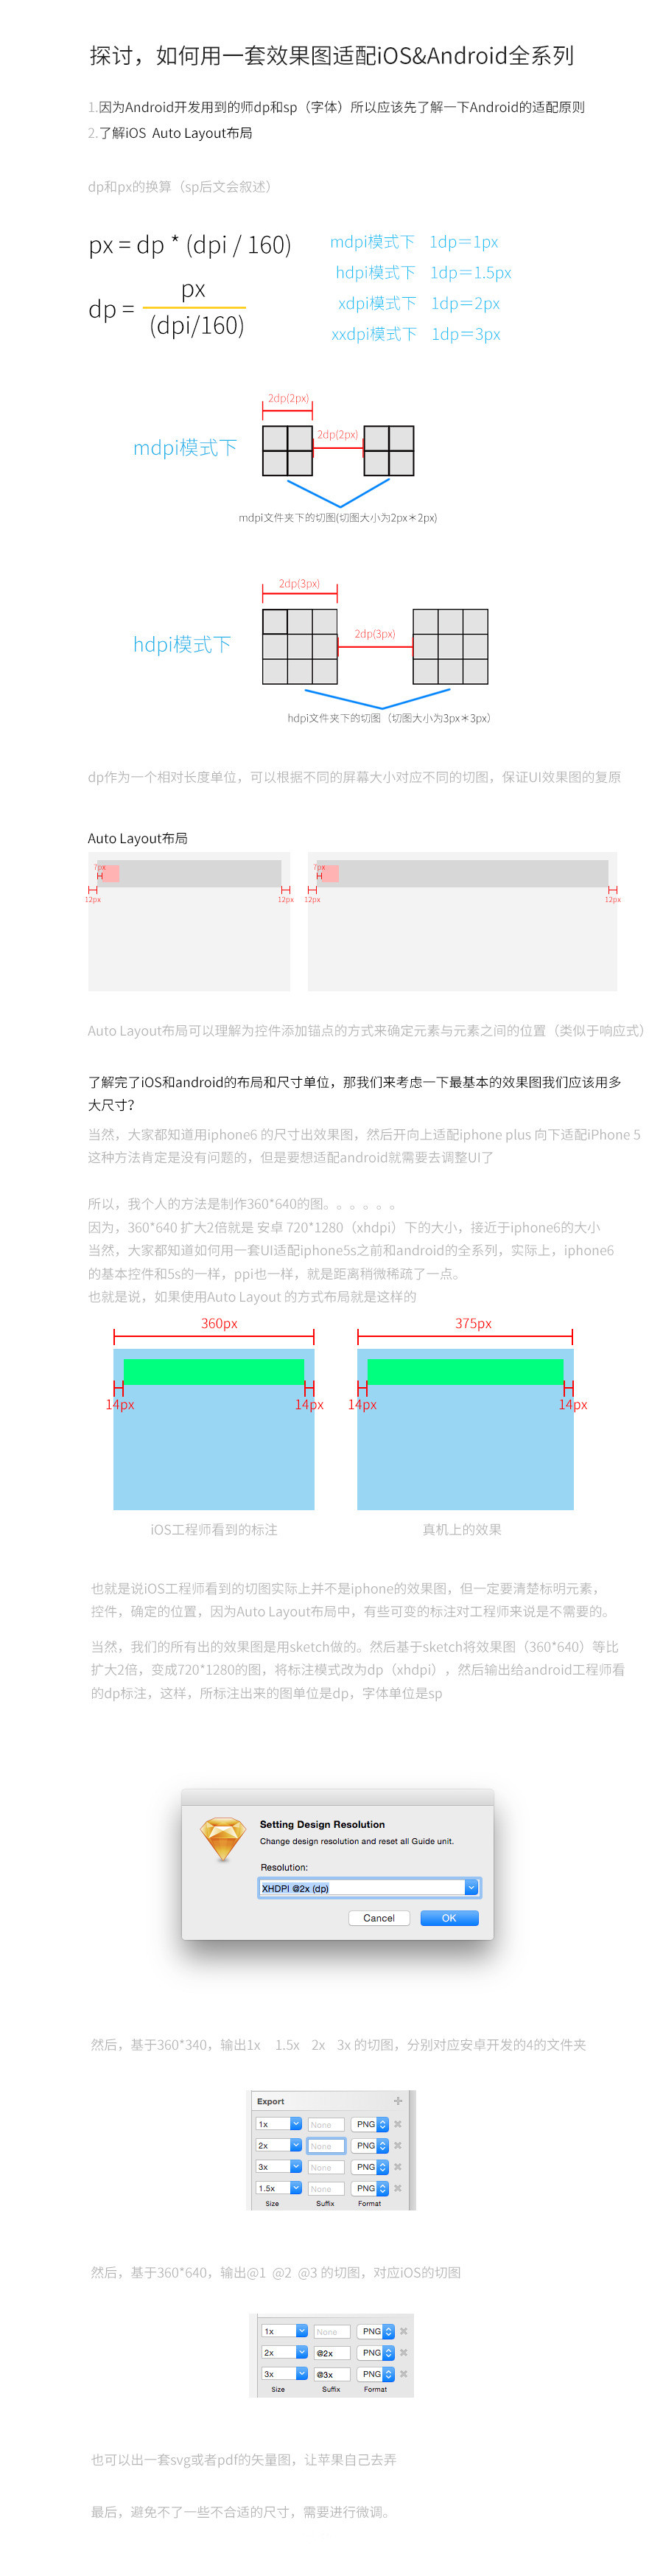 探讨，如何用一套效果图适配iOS&Android全系列
1.因为Android开发用到的师dp和sp（字体）所以应该先了解一下Android的适配原则
2.了解iOS Auto Layout布局
dp和px的换算（sp后文会叙述）
px = dp * (dpi / 160)
dp = px
(dpi/160)
mdpi模式下 1dp＝1px
hdpi模式下 1dp＝1.5px
xdpi模式下 1dp＝2px
xxdpi模式下 1dp＝3px
2dp(2px)
2dp(2px)
mdpi模式下
mdpi文件夹下的切图(切图大小为2px＊2px)
2dp(3px)
2dp(3px)
hdpi模式下
hdpi文件夹下的切图（切图大小为3px＊3px）
dp作为一个相对长度单位，可以根据不同的屏幕大小对应不同的切图，保证UI效果图的复原
Auto Layout布局
7px 7px
12px 12px 12px 12px
Auto Layout布局可以理解为控件添加锚点的方式来确定元素与元素之间的位置（类似于响应式）
了解完了iOS和android的布局和尺寸单位，那我们来考虑一下最基本的效果图我们应该用多
大尺寸？
当然，大家都知道用iphone6 的尺寸出效果图，然后开向上适配iphone plus 向下适配iPhone 5
这种方法肯定是没有问题的，但是要想适配android就需要去调整UI了
所以，我个人的方法是制作360*640的图。。。。。。
因为，360*640 扩大2倍就是 安卓 720*1280（xhdpi）下的大小，接近于iphone6的大小
当然，大家都知道如何用一套UI适配iphone5s之前和android的全系列，实际上，iphone6
的基本控件和5s的一样，ppi也一样，就是距离稍微稀疏了一点。
也就是说，如果使用Auto Layout 的方式布局就是这样的
360px 375px
14px 14px 14px 14px
iOS工程师看到的标注 真机上的效果
也就是说iOS工程师看到的切图实际上并不是iphone的效果图，但一定要清楚标明元素，
控件，确定的位置，因为Auto Layout布局中，有些可变的标注对工程师来说是不需要的。
当然，我们的所有出的效果图是用sketch做的。然后基于sketch将效果图（360*640）等比
扩大2倍，变成720*1280的图，将标注模式改为dp（xhdpi），然后输出给android工程师看
的dp标注，这样，所标注出来的图单位是dp，字体单位是sp
Setting Design Resolution
Change design resolution and reset all Guide unit.
Resolution:
XHDPI @2x (dp)
Cancel OK
然后，基于360*340，输出1x 1.5x 2x 3x 的切图，分别对应安卓开发的4的文件夹
Export
1x None PNG
2x None PNG
3x None PNG
1.5x None PNG
Size Suffix Format
然后，基于360*640，输出@1 @2 @3 的切图，对应iOS的切图
1x None PNG
2x @2x PNG
3x @3x PNG
Size Suffix Format
也可以出一套svg或者pdf的矢量图，让苹果自己去弄
最后，避免不了一些不合适的尺寸，需要进行微调。